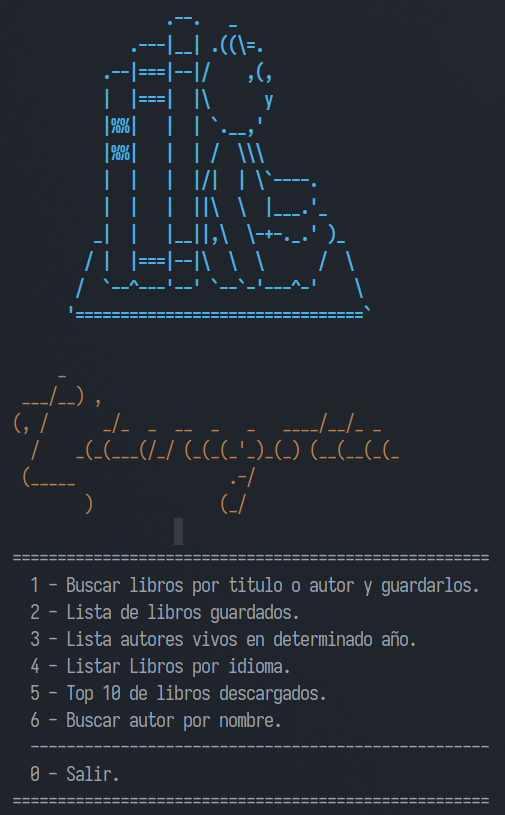 1 - Buscar libros por titulo o autor y guardarlos.
2 - Lista de libros guardados.
3 - Lista autores vivos en determinado año.
4 - Listar Libros por idioma.
5 - Top 10 de libros descargados.
6 - Buscar autor por nombre.
0 - Salir.